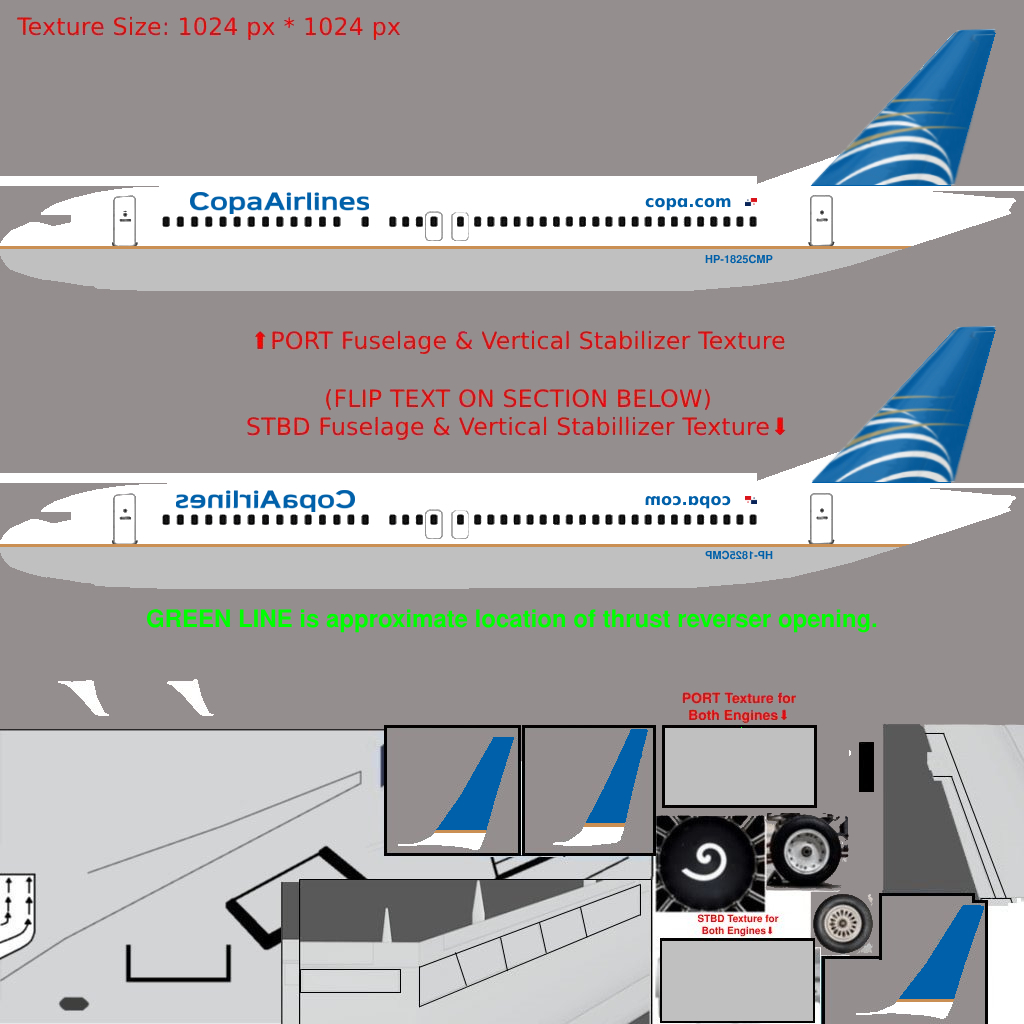 Texture Size: 1024 px * 1024 px
CopaAirlines
copa.com
HP-1825CMP
⬆PORT Fuselage & Vertical Stabilizer Texture
(FLIP TEXT ON SECTION BELOW)
STBD Fuselage & Vertical Stabillizer Texture⬇
CopaAirlines
copa.com
HP-1825CMP
GREEN LINE is approximate location of thrust reverser opening.
PORT Texture for
Both Engines⬇
STBD Texture for
Both Engines⬇